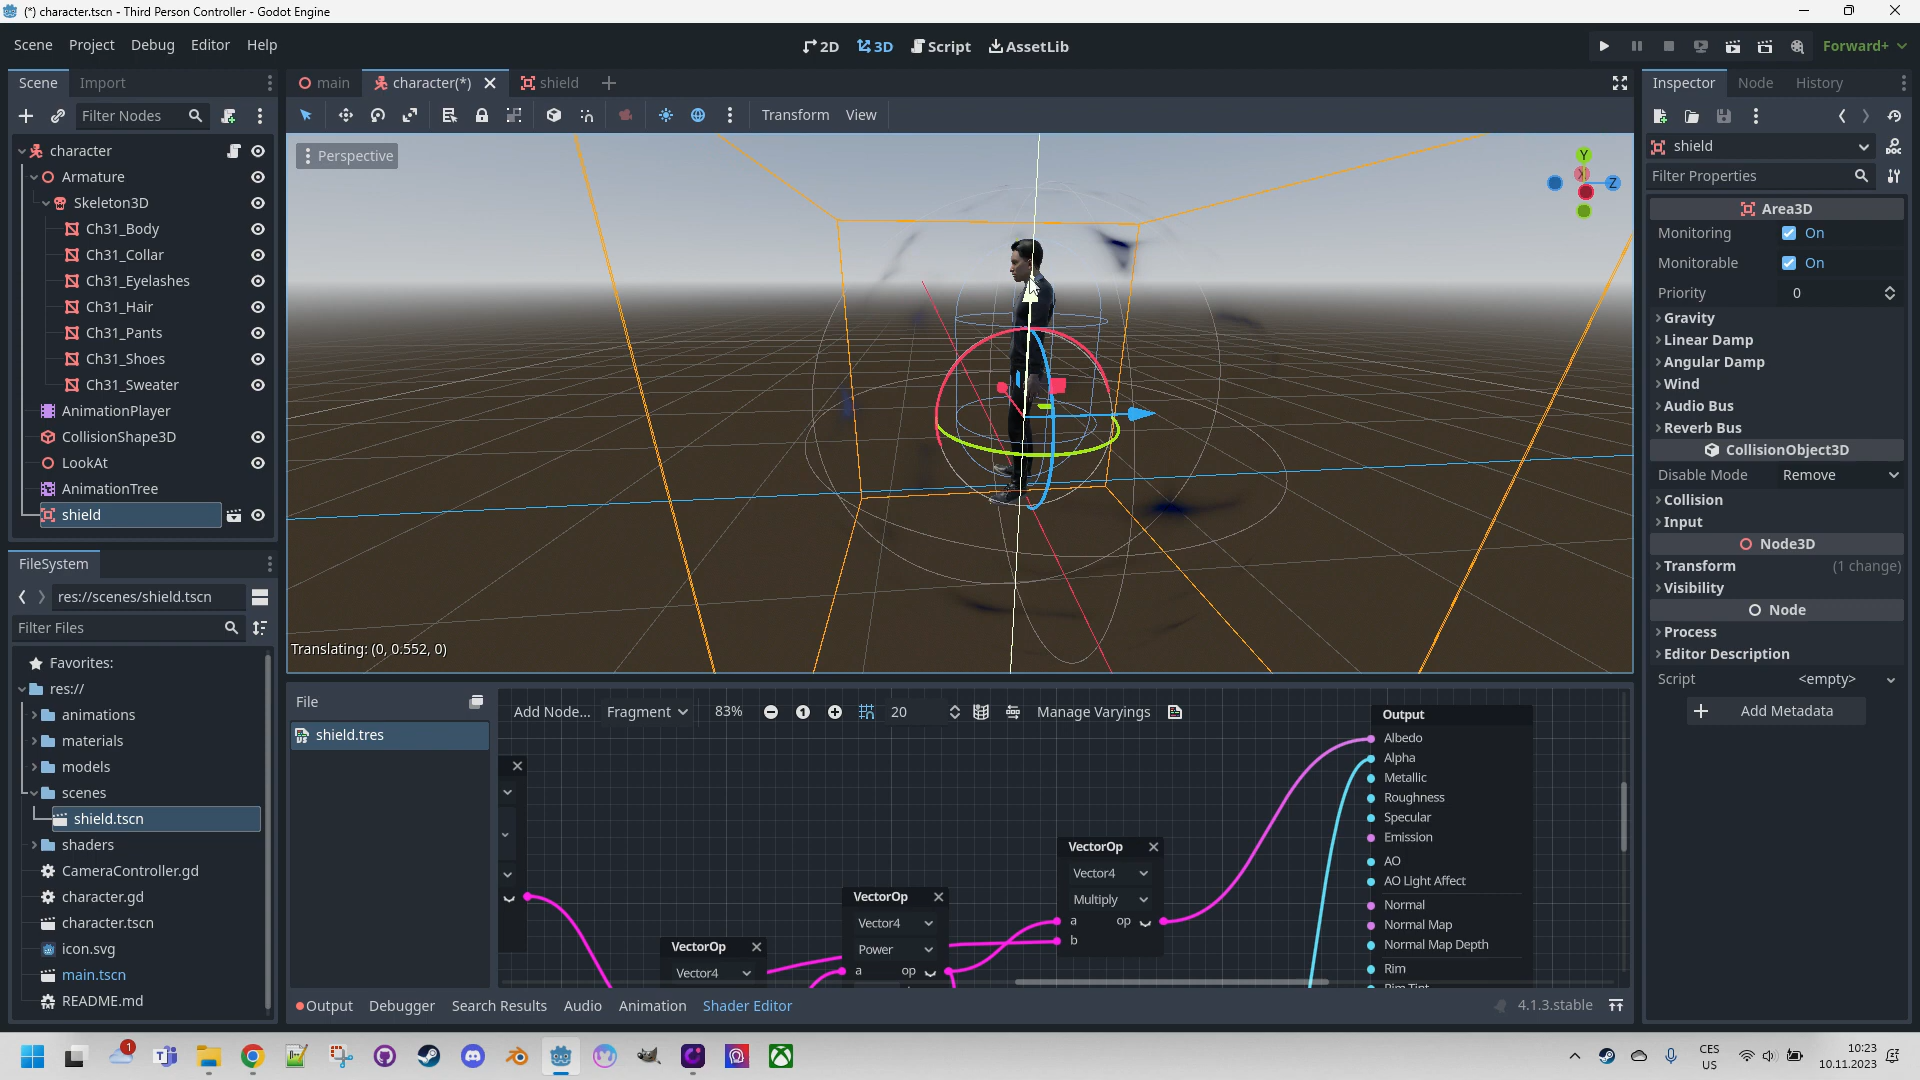 (*) character.tscn - Third Person Controller - Godot Engine
Scene Project Debug Editor Help
2D 3D Script AssetLib
Forward+
Scene Import
main character(*) shield
Inspector Node History
Filter Nodes
Transform View
character
Armature
Skeleton3D
Ch31_Body
Ch31_Collar
Ch31_Eyelashes
Ch31_Hair
Ch31_Pants
Ch31_Shoes
Ch31_Sweater
AnimationPlayer
CollisionShape3D
LookAt
AnimationTree
shield
Perspective
Y
X
Z
Translating: (0, 0.552, 0)
shield
Filter Properties
Area3D
Monitoring On
Monitorable On
Priority 0
Gravity
Linear Damp
Angular Damp
Wind
Audio Bus
Reverb Bus
CollisionObject3D
Disable Mode Remove
Collision
Input
Node3D
Transform (1 change)
Visibility
Node
Process
Editor Description
Script <empty>
Add Metadata
FileSystem
res://scenes/shield.tscn
Filter Files
Favorites:
res://
animations
materials
models
scenes
shield.tscn
shaders
CameraController.gd
character.gd
character.tscn
icon.svg
main.tscn
README.md
File
shield.tres
Add Node... Fragment 83% 20 Manage Varyings
VectorOp
Vector4
VectorOp
Vector4
Power
a op
VectorOp
Vector4
Multiply
a op
b
Output
Albedo
Alpha
Metallic
Roughness
Specular
Emission
AO
AO Light Affect
Normal
Normal Map
Normal Map Depth
Rim
Rim Tint
Output Debugger Search Results Audio Animation Shader Editor
4.1.3.stable
1
CES
US
10:23
10.11.2023